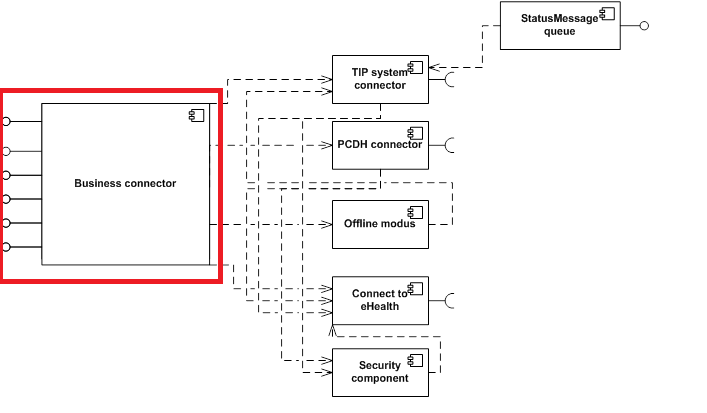 StatusMessage
queue
TIP system
connector
PCDH connector
Business connector
Offline modus
Connect to
eHealth
Security
component